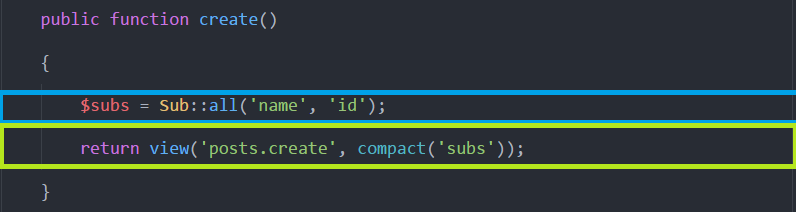 public function create()
{
$subs = Sub::all('name', 'id');
return view('posts.create', compact('subs'));
}